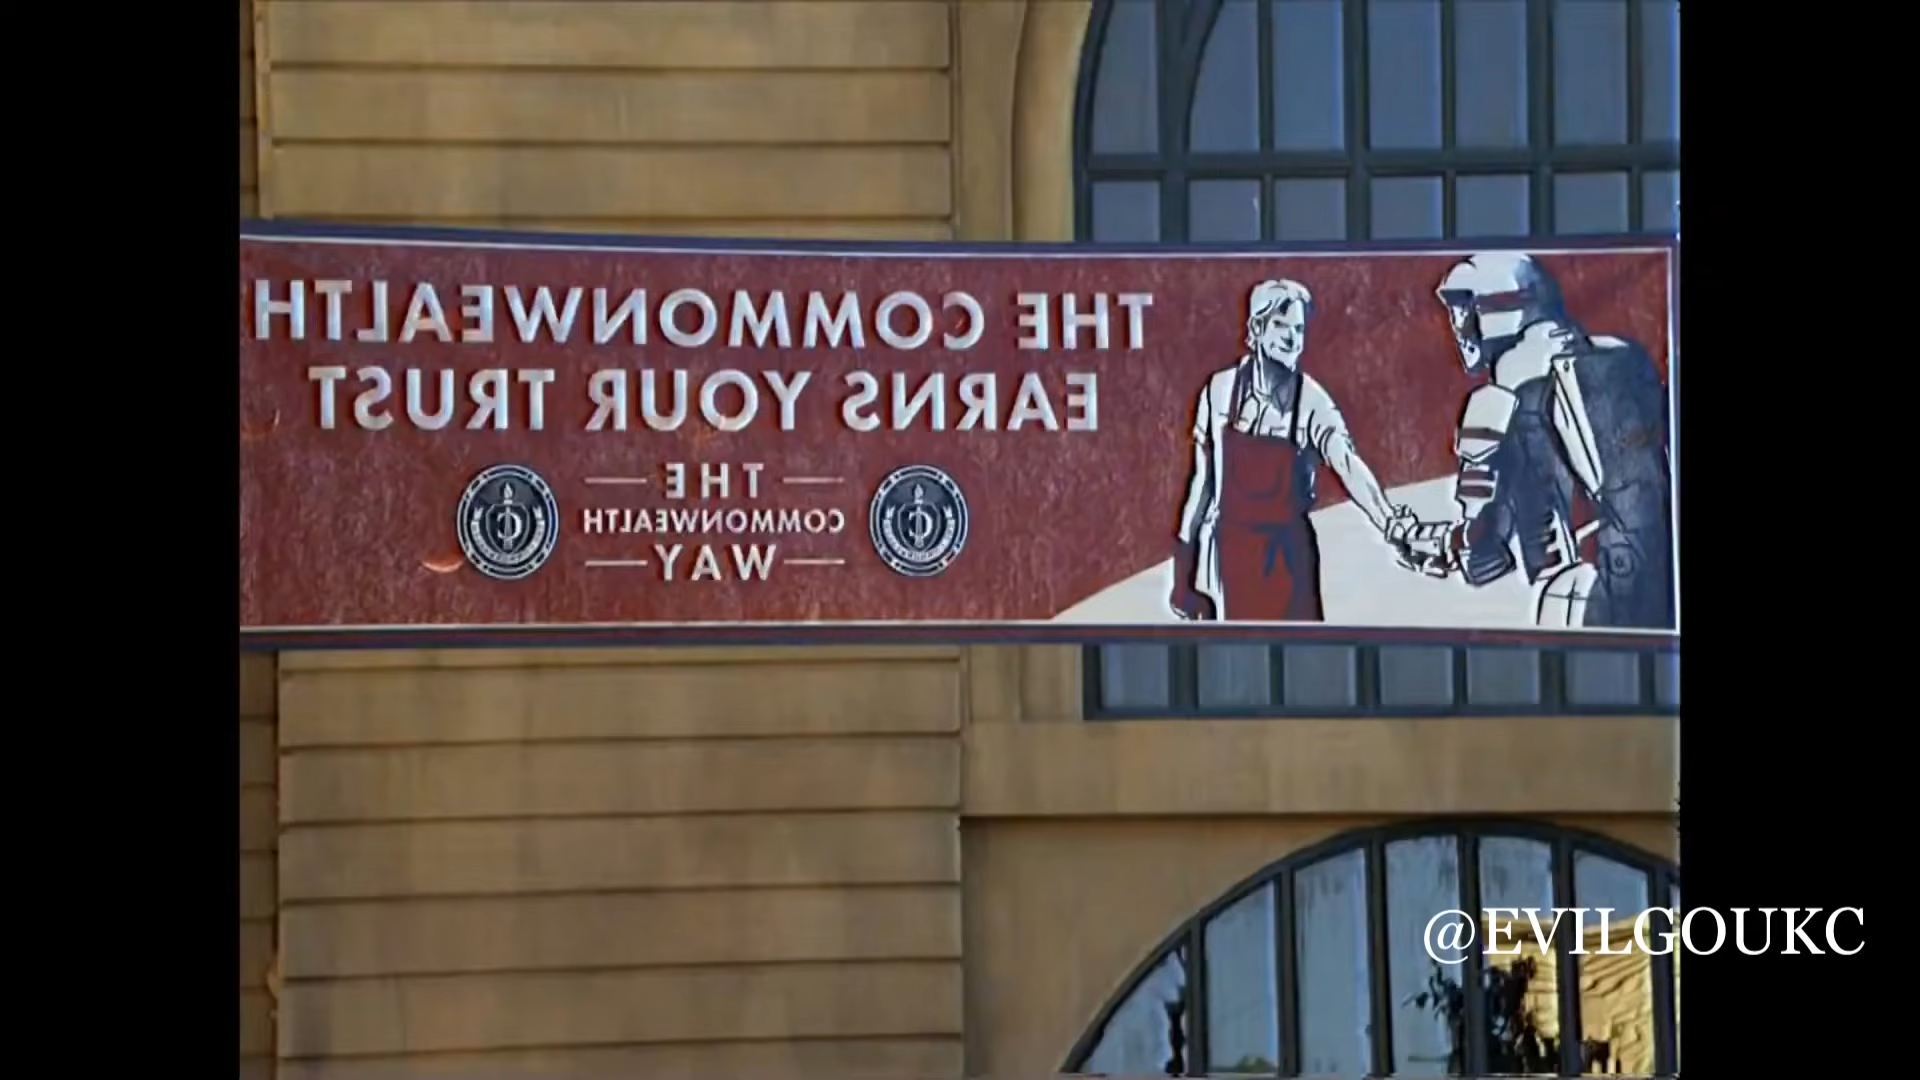 THE COMMONWEALTH
EARNS YOUR TRUST
THE
COMMONWEALTH
WAY
@EVILGOUKC